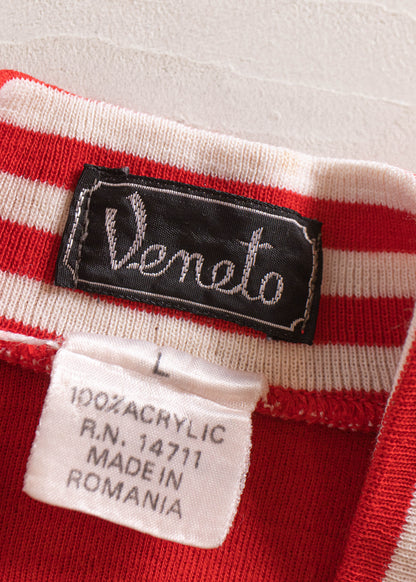 Veneto
L
100% ACRYLIC
R.N. 14711
MADE IN
ROMANIA